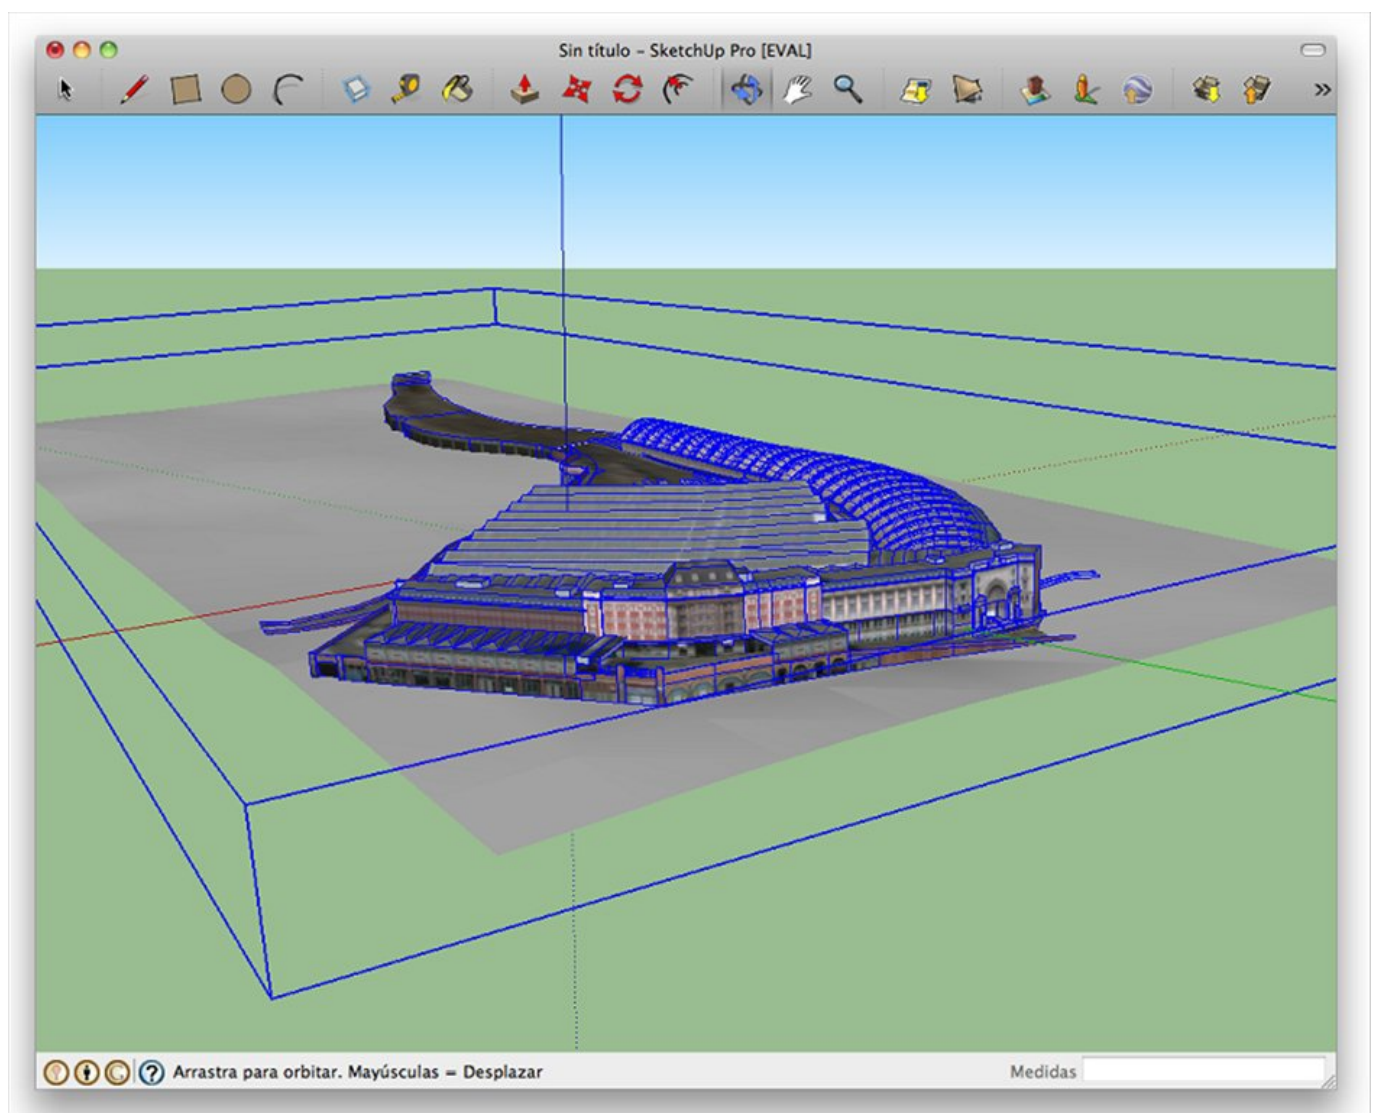 Sin título – SketchUp Pro [EVAL]
Arrastra para orbitar. Mayúsculas = Desplazar
Medidas